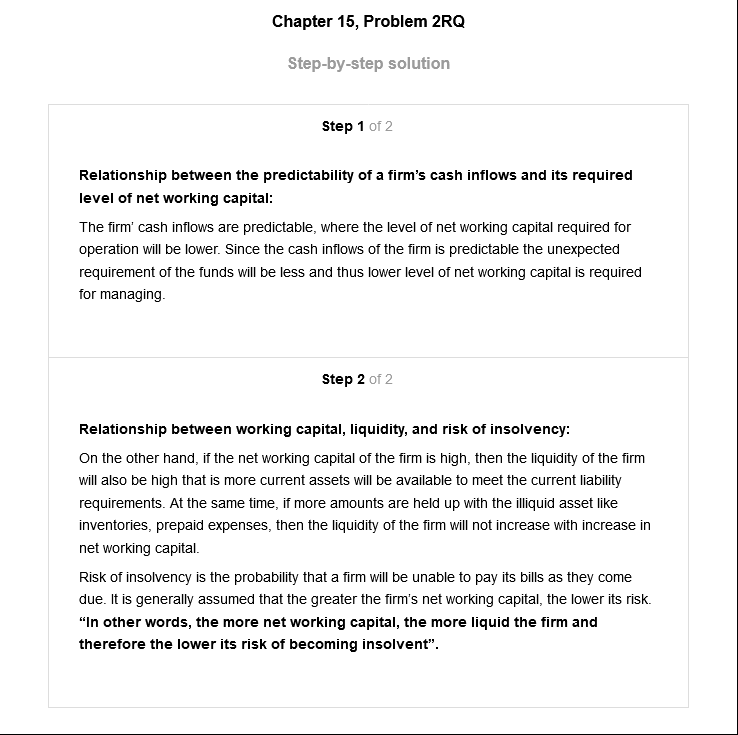 Chapter 15, Problem 2RQ
Step-by-step solution
Step 1 of 2
Relationship between the predictability of a firm's cash inflows and its required
level of net working capital:
The firm' cash inflows are predictable, where the level of net working capital required for
operation will be lower. Since the cash inflows of the firm is predictable the unexpected
requirement of the funds will be less and thus lower level of net working capital is required
for managing.
Step 2 of 2
Relationship between working capital, liquidity, and risk of insolvency:
On the other hand, if the net working capital of the firm is high, then the liquidity of the firm
will also be high that is more current assets will be available to meet the current liability
requirements. At the same time, if more amounts are held up with the illiquid asset like
inventories, prepaid expenses, then the liquidity of the firm will not increase with increase in
net working capital.
Risk of insolvency is the probability that a firm will be unable to pay its bills as they come
due. It is generally assumed that the greater the firm's net working capital, the lower its risk.
“In other words, the more net working capital, the more liquid the firm and
therefore the lower its risk of becoming insolvent”.